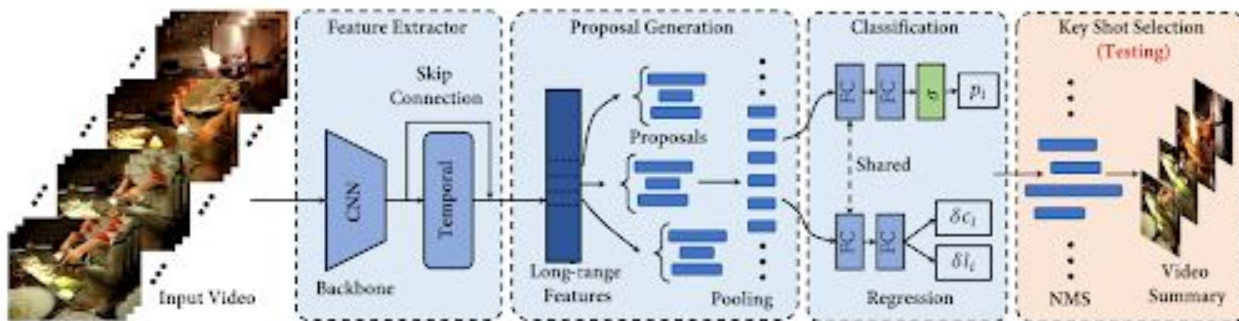 Feature Extractor
Proposal Generation
Classification
Key Shot Selection
(Testing)
Skip
Connection
CNN
Temporal
Backbone
Input Video
Proposals
Long-range
Features
Pooling
FC
FC
σ
p_i
Shared
FC
FC
δc_i
δl_i
Regression
NMS
Video
Summary